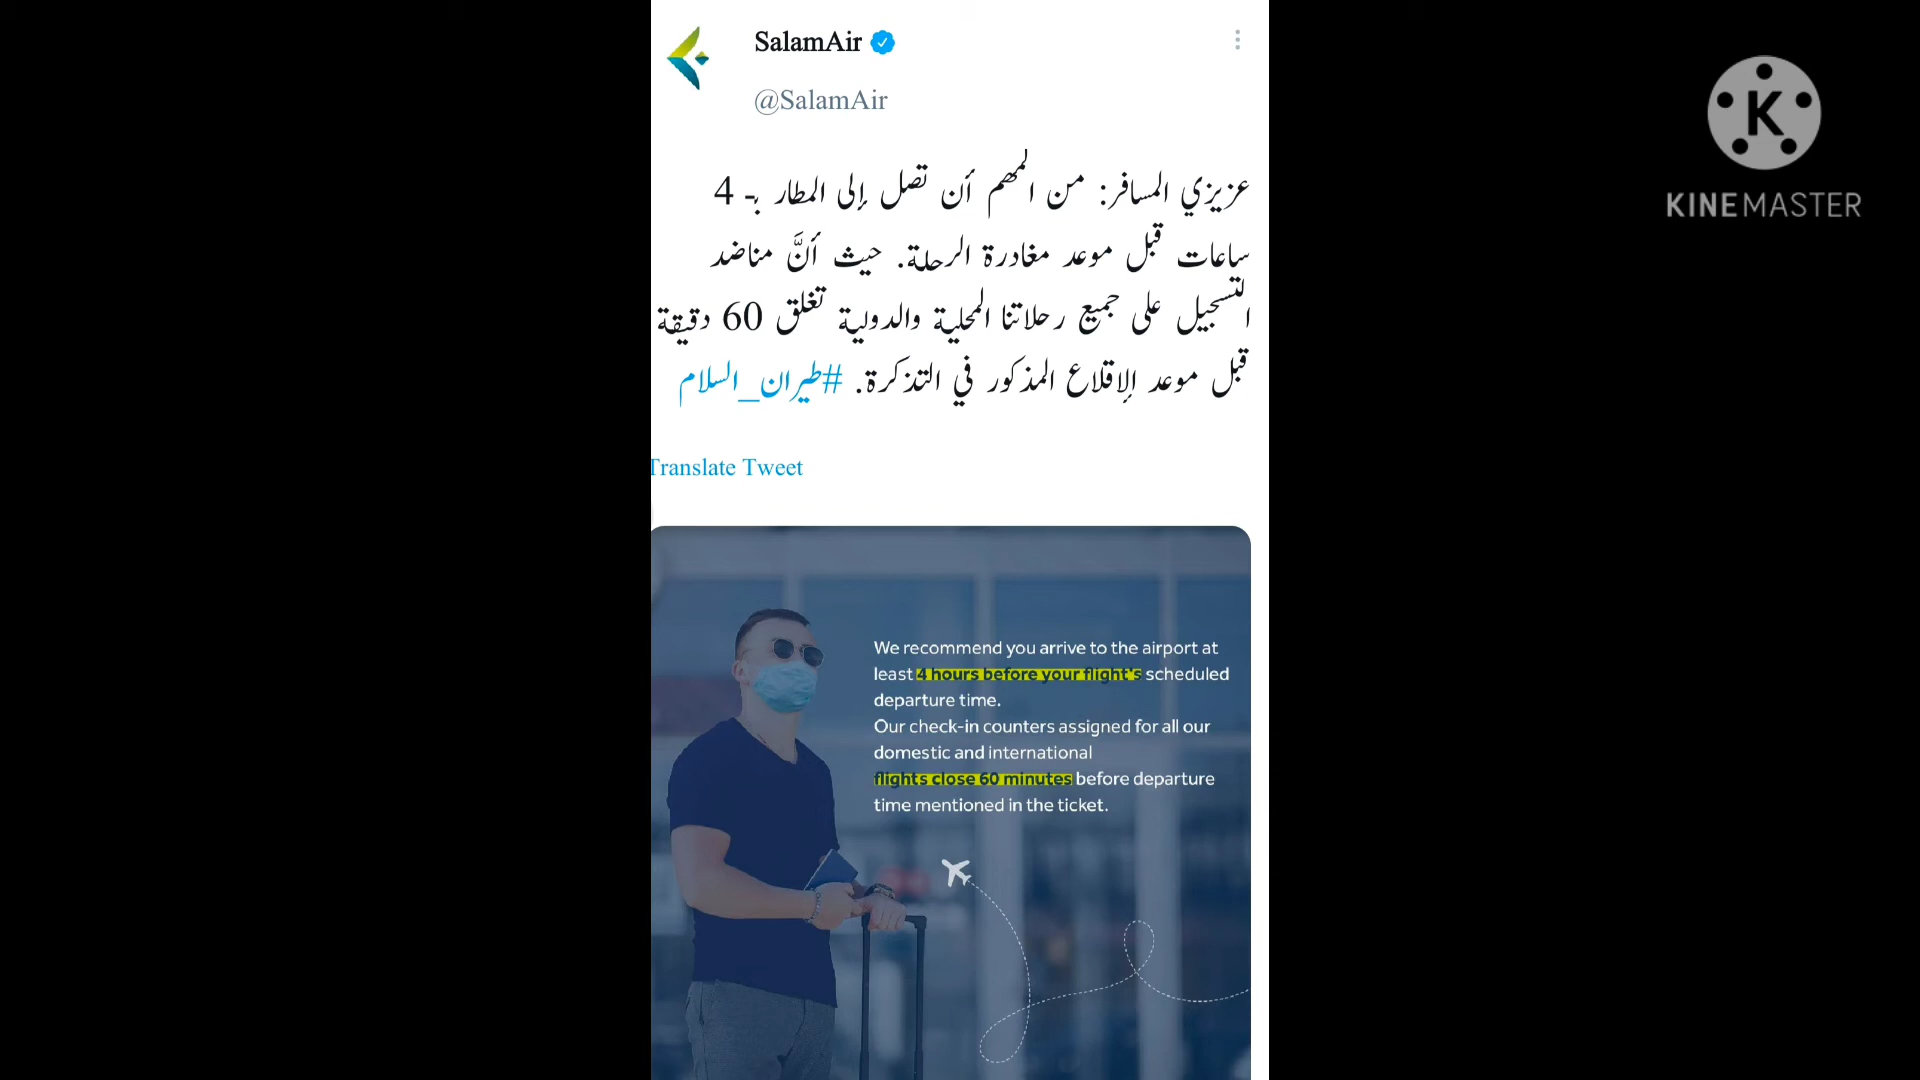 SalamAir
@SalamAir
عزيزي المسافر: من المهم أن تصل إلى المطار بـ 4
ساعات قبل موعد مغادرة الرحلة. حيث أنَّ مناضد
التسجيل على جميع رحلاتنا المحلية والدولية تغلق 60 دقيقة
قبل موعد الإقلاع المذكور في التذكرة. #طيران_السلام
Translate Tweet
We recommend you arrive to the airport at
least 4 hours before your flight's scheduled
departure time.
Our check-in counters assigned for all our
domestic and international
flights close 60 minutes before departure
time mentioned in the ticket.
K
KINEMASTER